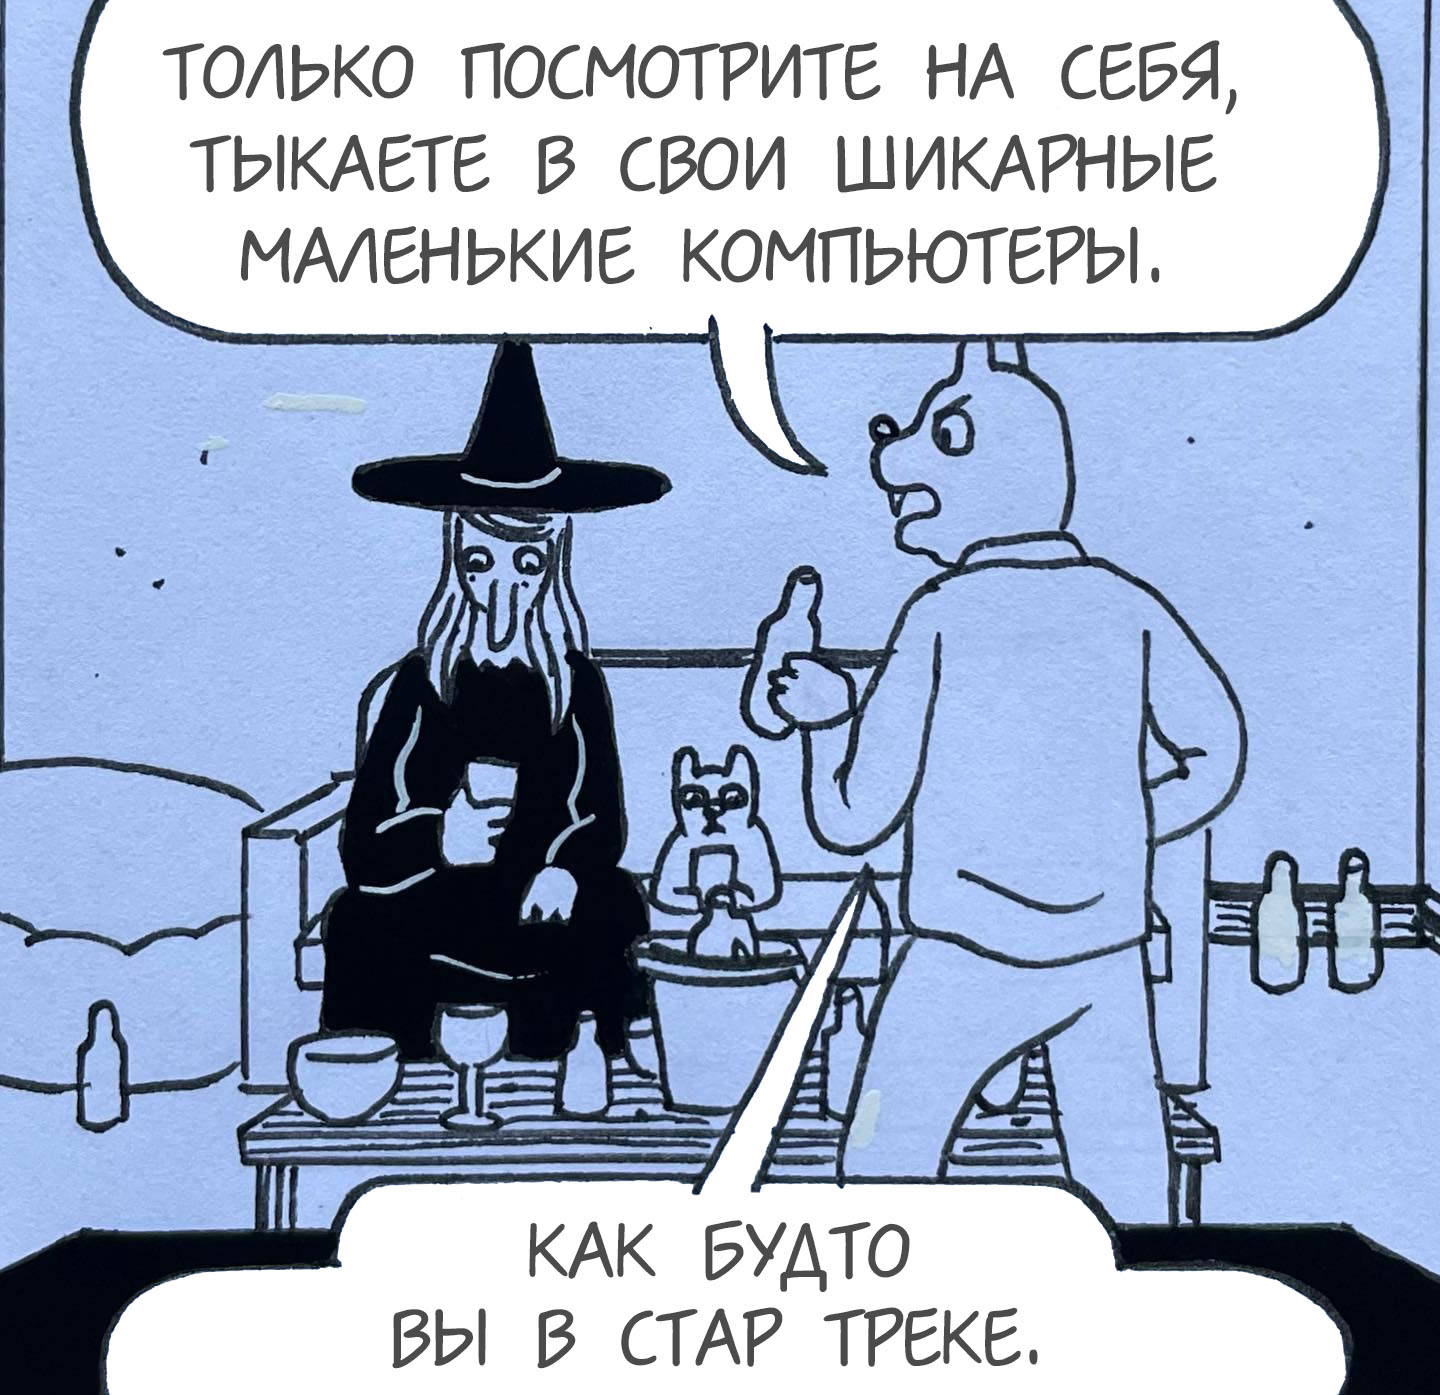 ТОЛЬКО ПОСМОТРИТЕ НА СЕБЯ,
ТЫКАЕТЕ В СВОИ ШИКАРНЫЕ
МАЛЕНЬКИЕ КОМПЬЮТЕРЫ.
КАК БУДТО
ВЫ В СТАР ТРЕКЕ.